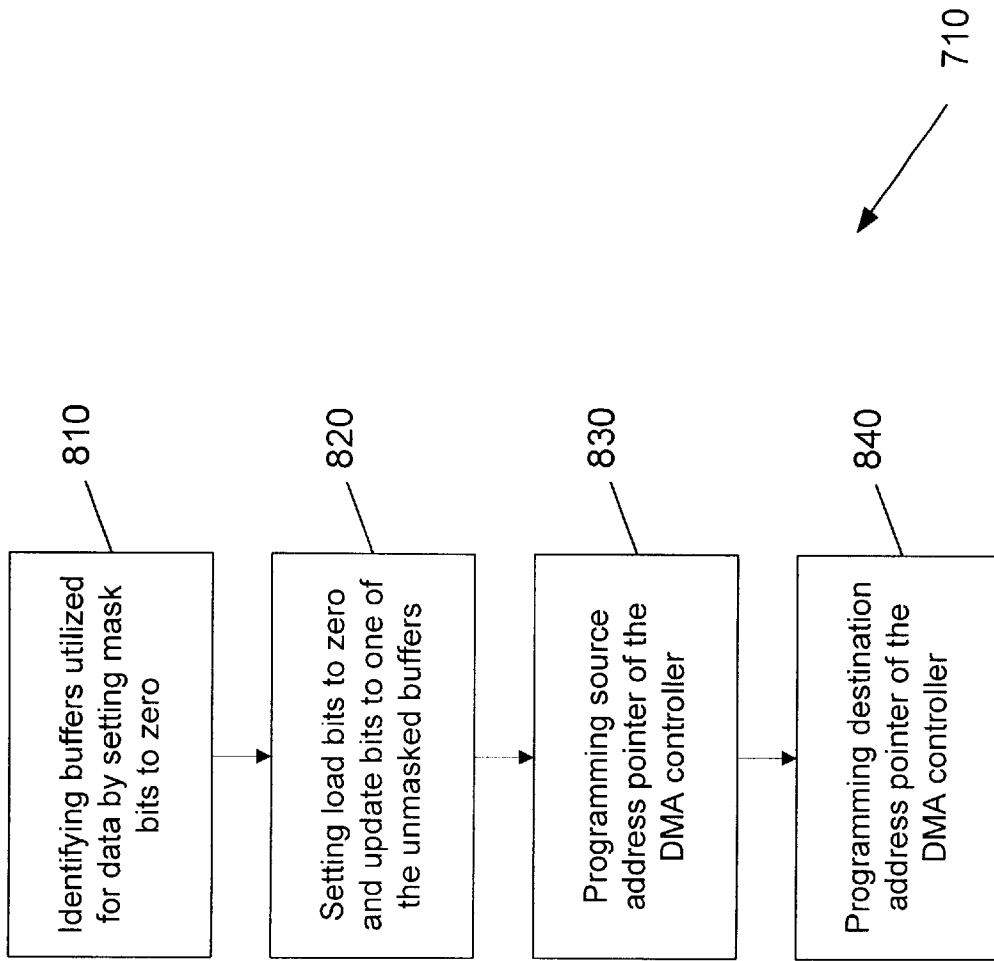 Identifying buffers utilized
for data by setting mask
bits to zero
810
Setting load bits to zero
and update bits to one of
the unmasked buffers
820
Programming source
address pointer of the
DMA controller
830
Programming destination
address pointer of the
DMA controller
840
710